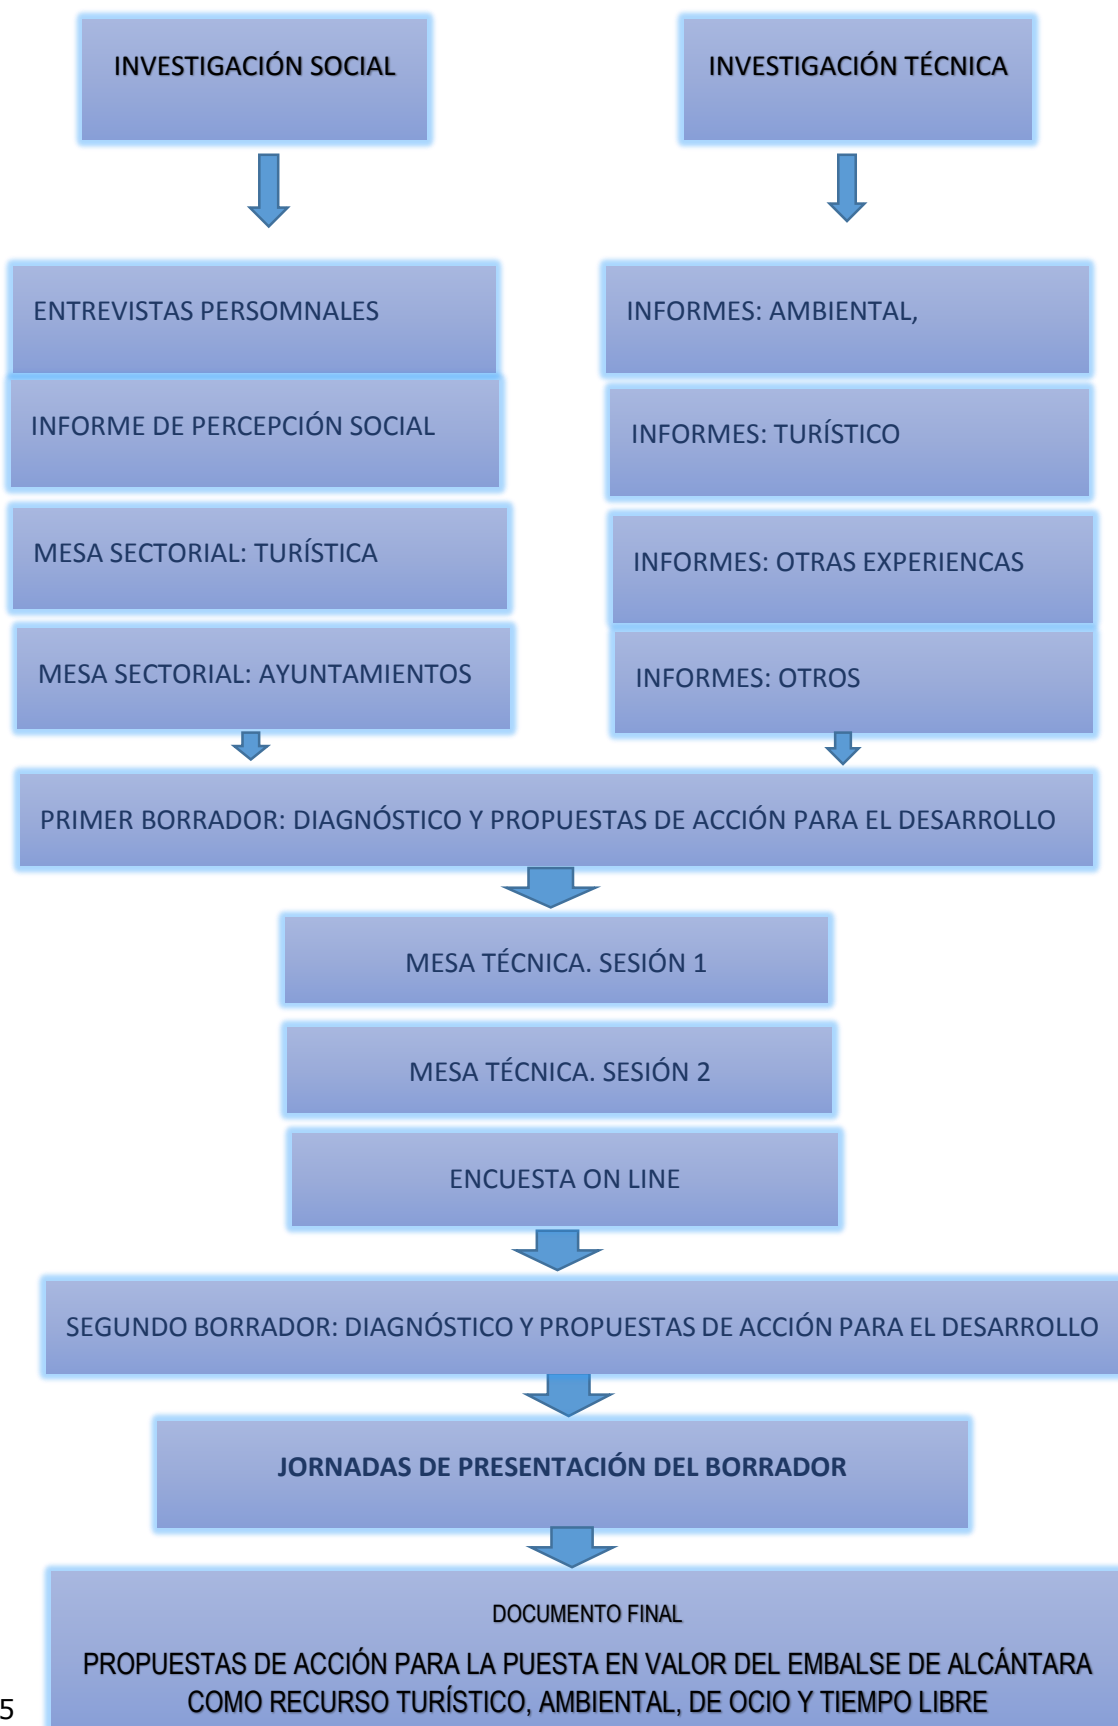 INVESTIGACIÓN SOCIAL
INVESTIGACIÓN TÉCNICA
ENTREVISTAS PERSOMNALES
INFORME DE PERCEPCIÓN SOCIAL
MESA SECTORIAL: TURÍSTICA
MESA SECTORIAL: AYUNTAMIENTOS
INFORMES: AMBIENTAL,
INFORMES: TURÍSTICO
INFORMES: OTRAS EXPERIENCAS
INFORMES: OTROS
PRIMER BORRADOR: DIAGNÓSTICO Y PROPUESTAS DE ACCIÓN PARA EL DESARROLLO
MESA TÉCNICA. SESIÓN 1
MESA TÉCNICA. SESIÓN 2
ENCUESTA ON LINE
SEGUNDO BORRADOR: DIAGNÓSTICO Y PROPUESTAS DE ACCIÓN PARA EL DESARROLLO
JORNADAS DE PRESENTACIÓN DEL BORRADOR
DOCUMENTO FINAL
PROPUESTAS DE ACCIÓN PARA LA PUESTA EN VALOR DEL EMBALSE DE ALCÁNTARA
COMO RECURSO TURÍSTICO, AMBIENTAL, DE OCIO Y TIEMPO LIBRE
5